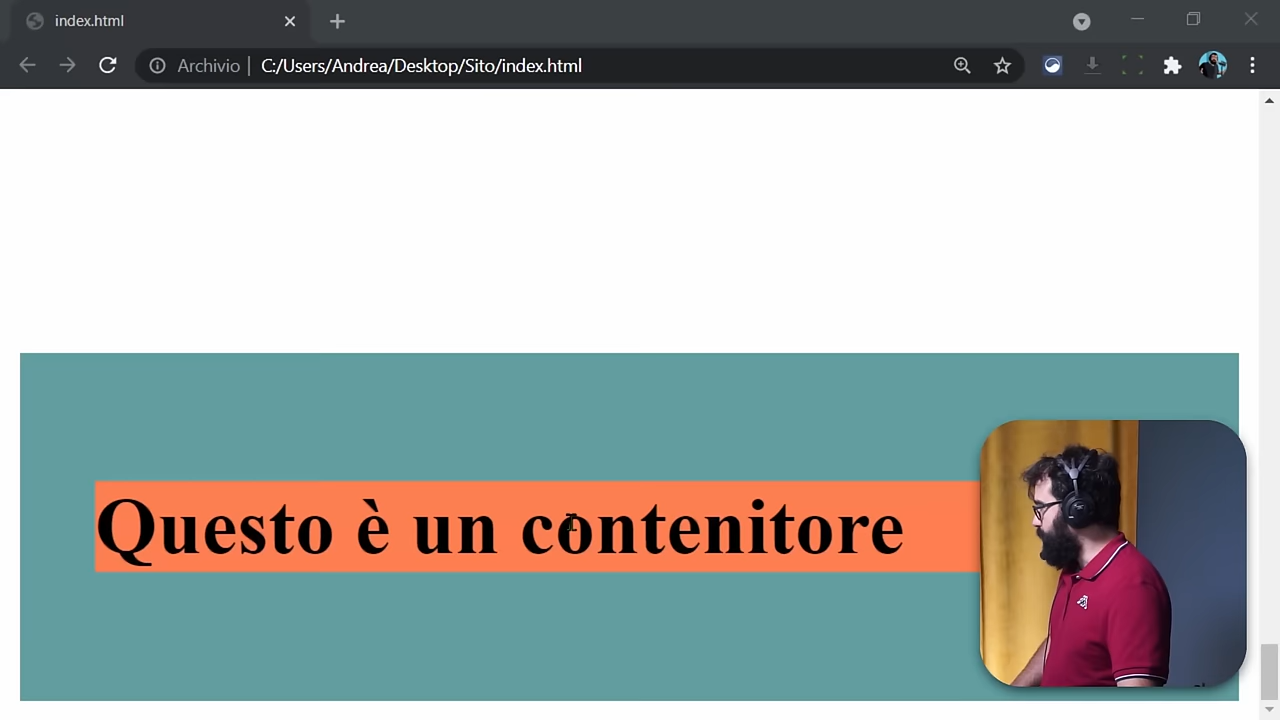 index.html
Archivio | C:/Users/Andrea/Desktop/Sito/index.html
Questo è un contenitore